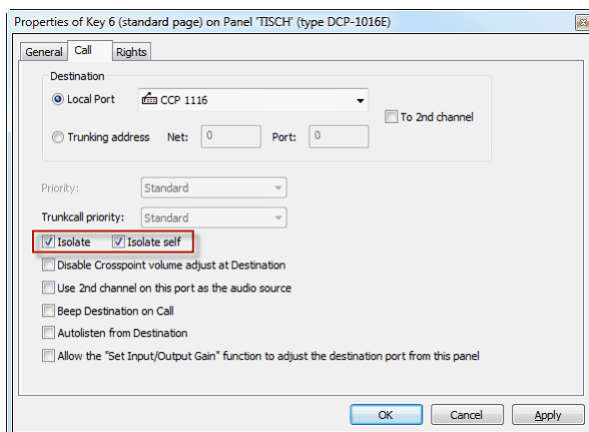 Properties of Key 6 (standard page) on Panel 'TISCH' (type DCP-1016E)
General Call Rights
Destination
Local Port CCP 1116
To 2nd channel
Trunking address Net: 0 Port: 0
Priority: Standard
Trunkcall priority: Standard
Isolate Isolate self
Disable Crosspoint volume adjust at Destination
Use 2nd channel on this port as the audio source
Beep Destination on Call
Autolisten from Destination
Allow the "Set Input/Output Gain" function to adjust the destination port from this panel
OK Cancel Apply